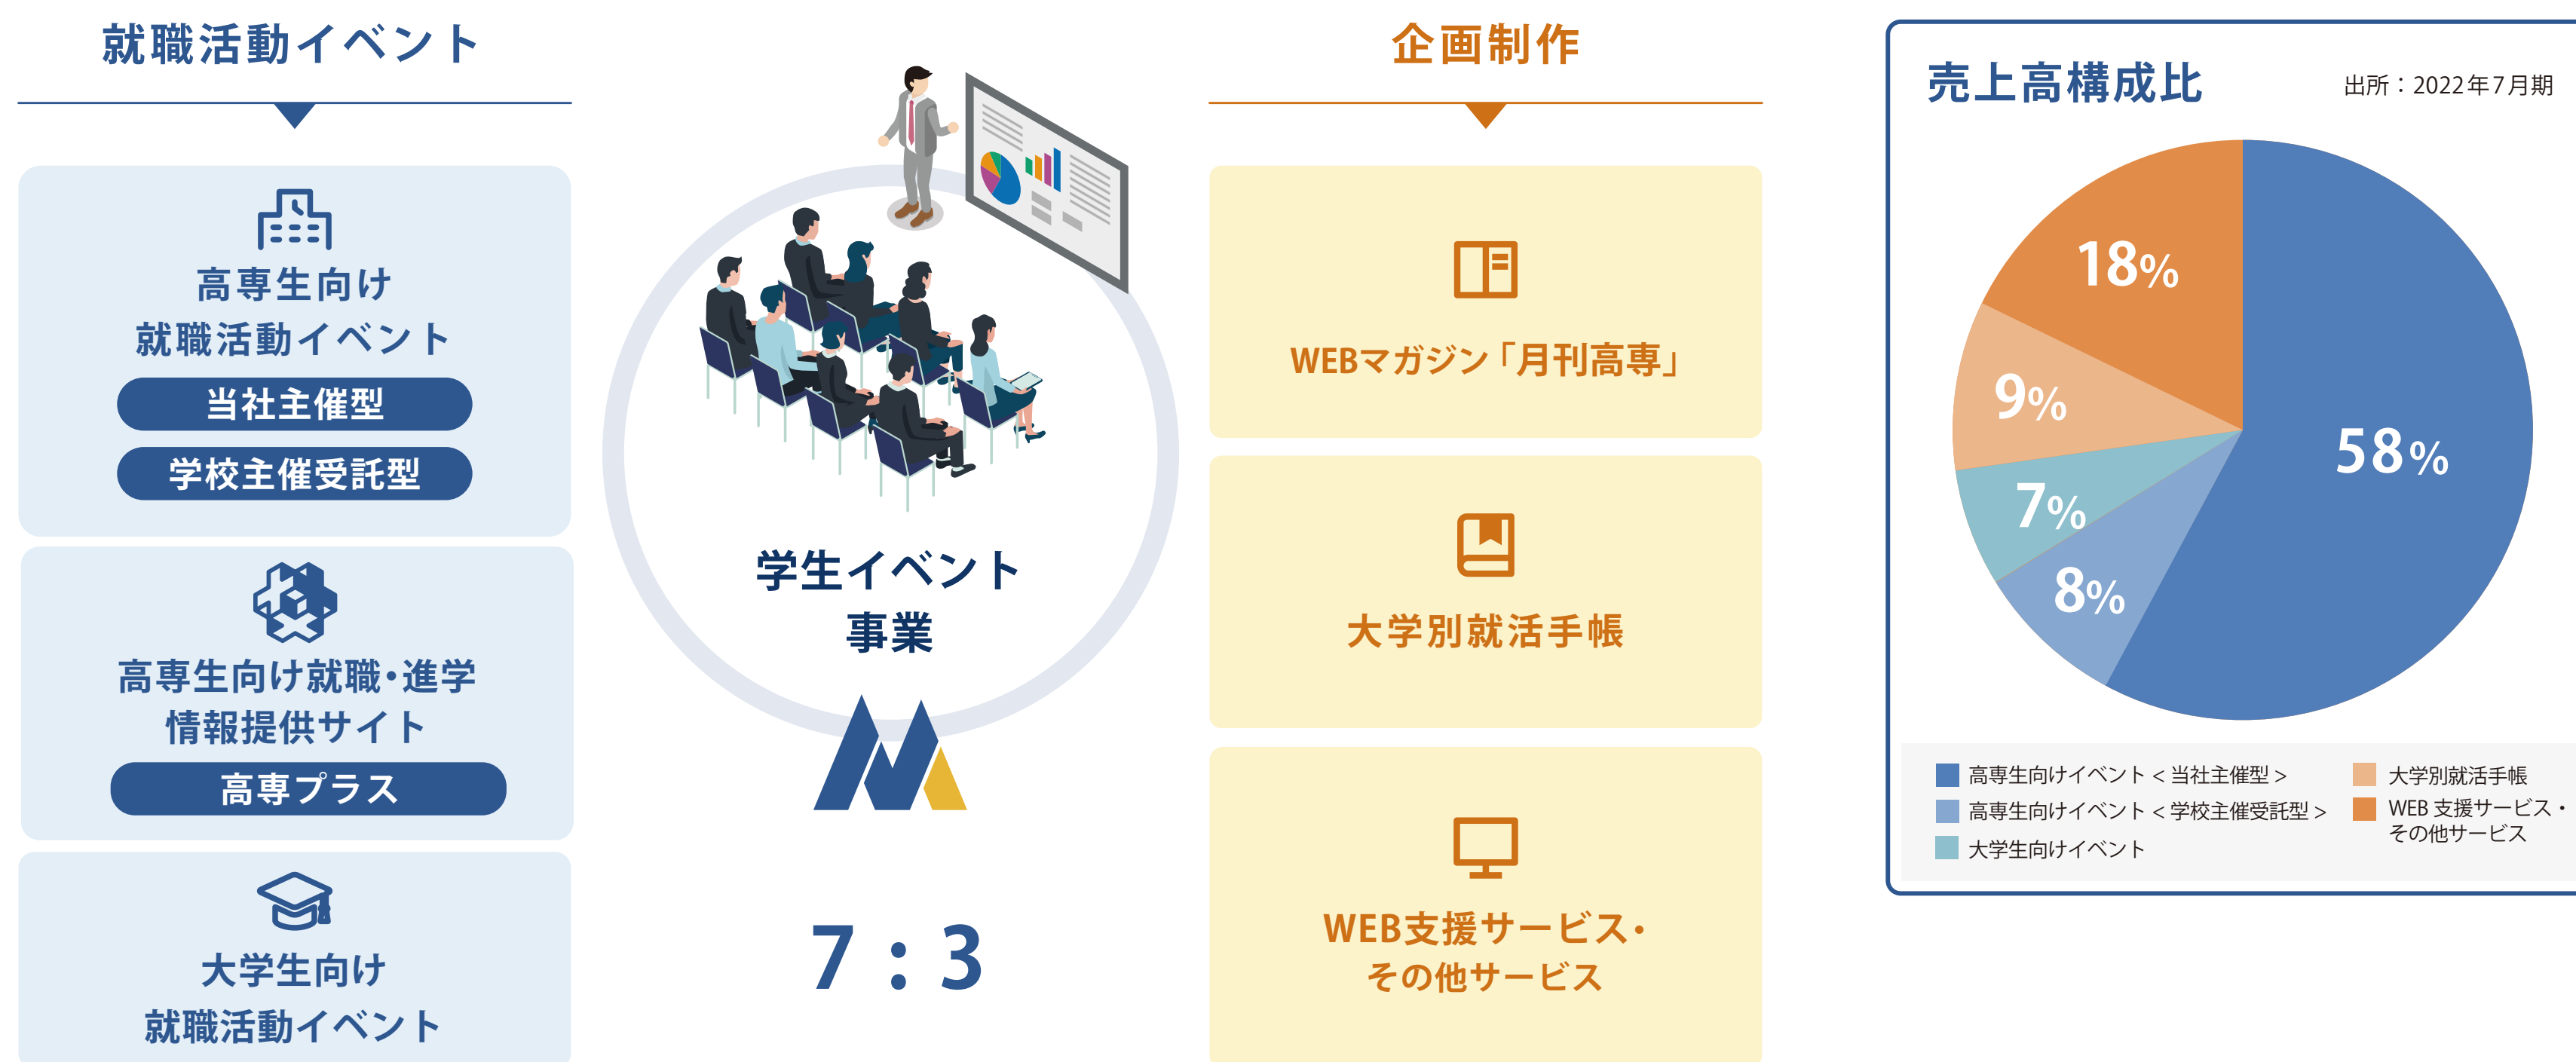 就職活動イベント
高専生向け
就職活動イベント
当社主催型
学校主催受託型
高専生向け就職・進学
情報提供サイト
高専プラス
大学生向け
就職活動イベント
学生イベント
事業
7:3
企画制作
WEBマガジン「月刊高専」
大学別就活手帳
WEB支援サービス・
その他サービス
売上高構成比
出所：2022年7月期
18%
9%
7%
8%
58%
高専生向けイベント＜当社主催型＞
高専生向けイベント＜学校主催受託型＞
大学生向けイベント
大学別就活手帳
WEB 支援サービス・
その他サービス